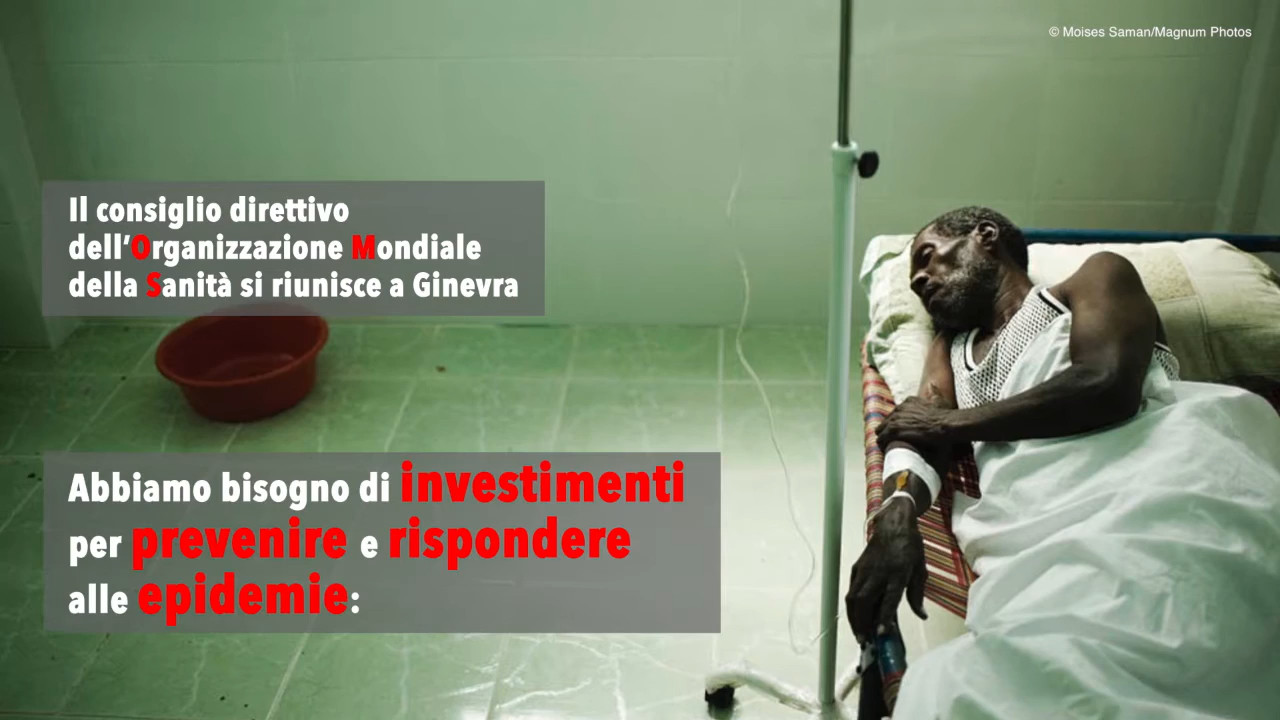 © Moises Saman/Magnum Photos
Il consiglio direttivo
dell'Organizzazione Mondiale
della Sanità si riunisce a Ginevra
Abbiamo bisogno di investimenti
per prevenire e rispondere
alle epidemie: